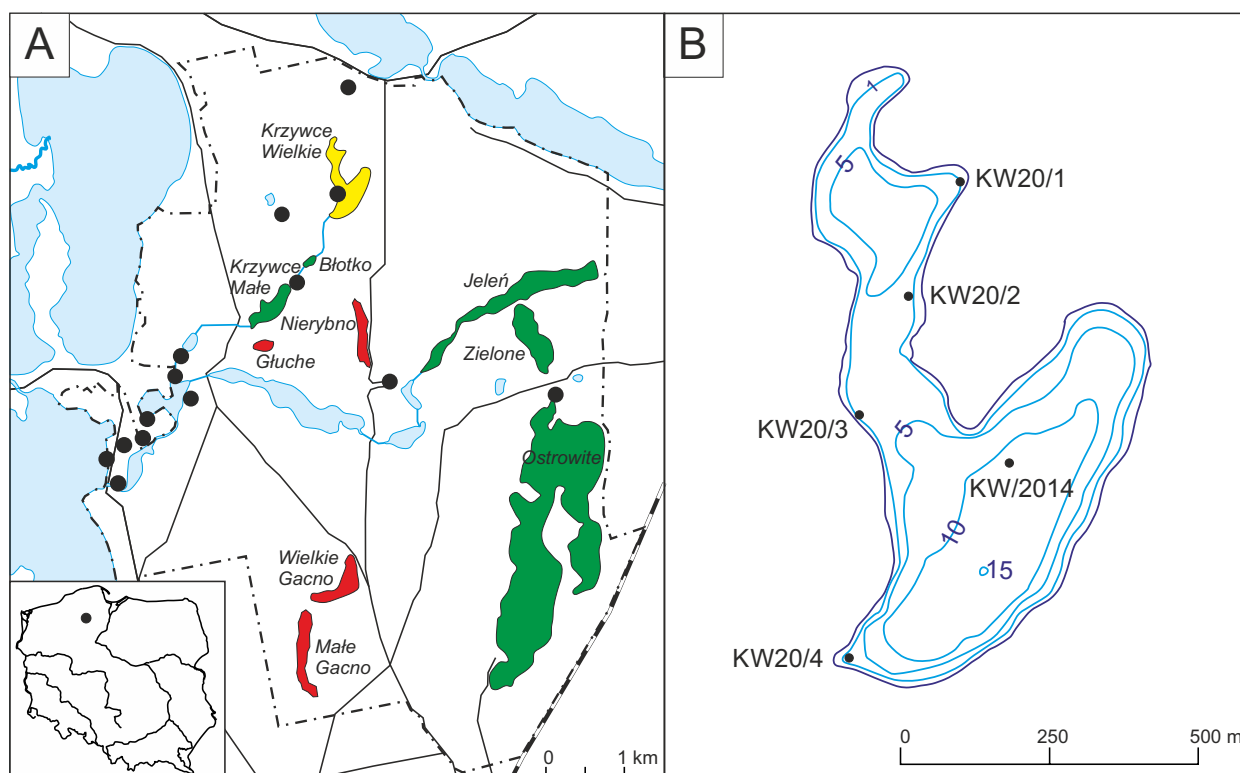 A
Krzywce
Wielkie
Krzywce
Małe
Błotko
Jeleń
Nierybno
Głuche
Zielone
Ostrowite
Wielkie
Gacno
Małe
Gacno
0 1 km
B
1
5
KW20/1
KW20/2
KW20/3
5
KW/2014
10
15
KW20/4
0 250 500 m